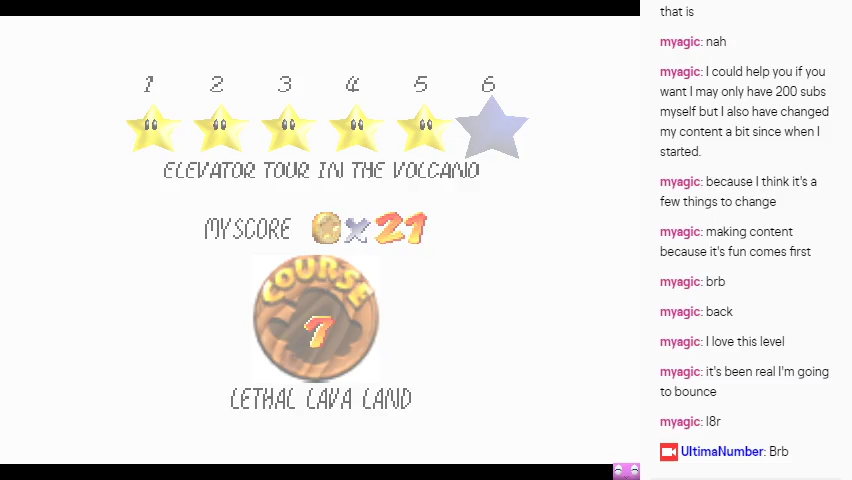 1 2 3 4 5 6
ELEVATOR TOUR IN THE VOLCANO
MY SCORE × 21
COURSE
7
LETHAL LAVA LAND
that is
myagic: nah
myagic: I could help you if you
want I may only have 200 subs
myself but I also have changed
my content a bit since when I
started.
myagic: because I think it's a
few things to change
myagic: making content
because it's fun comes first
myagic: brb
myagic: back
myagic: I love this level
myagic: it's been real I'm going
to bounce
myagic: l8r
UltimaNumber: Brb